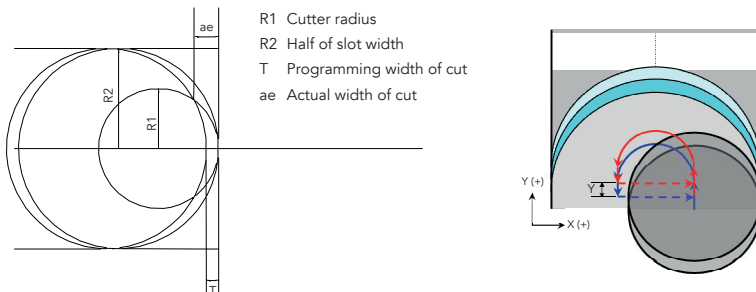 ae
R1 Cutter radius
R2 Half of slot width
T Programming width of cut
ae Actual width of cut
R2
R1
T
Y
Y (+)
X (+)